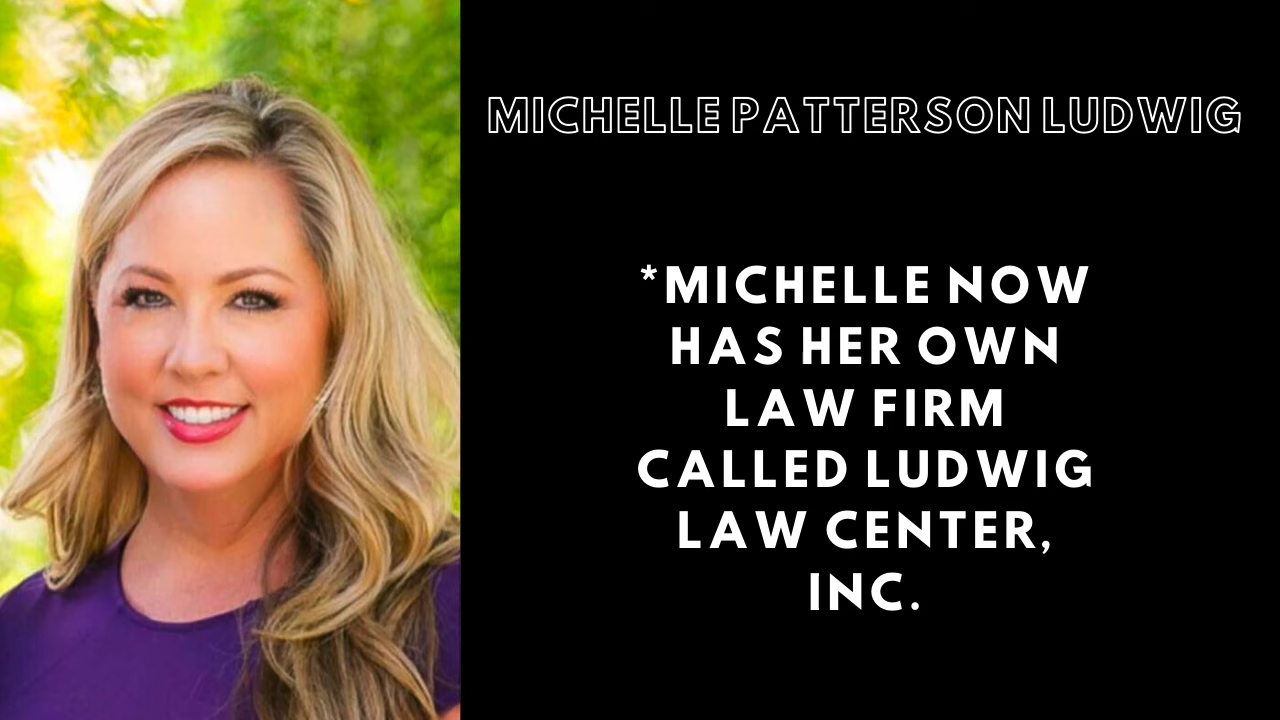 MICHELLE PATTERSON LUDWIG
*MICHELLE NOW
HAS HER OWN
LAW FIRM
CALLED LUDWIG
LAW CENTER,
INC.